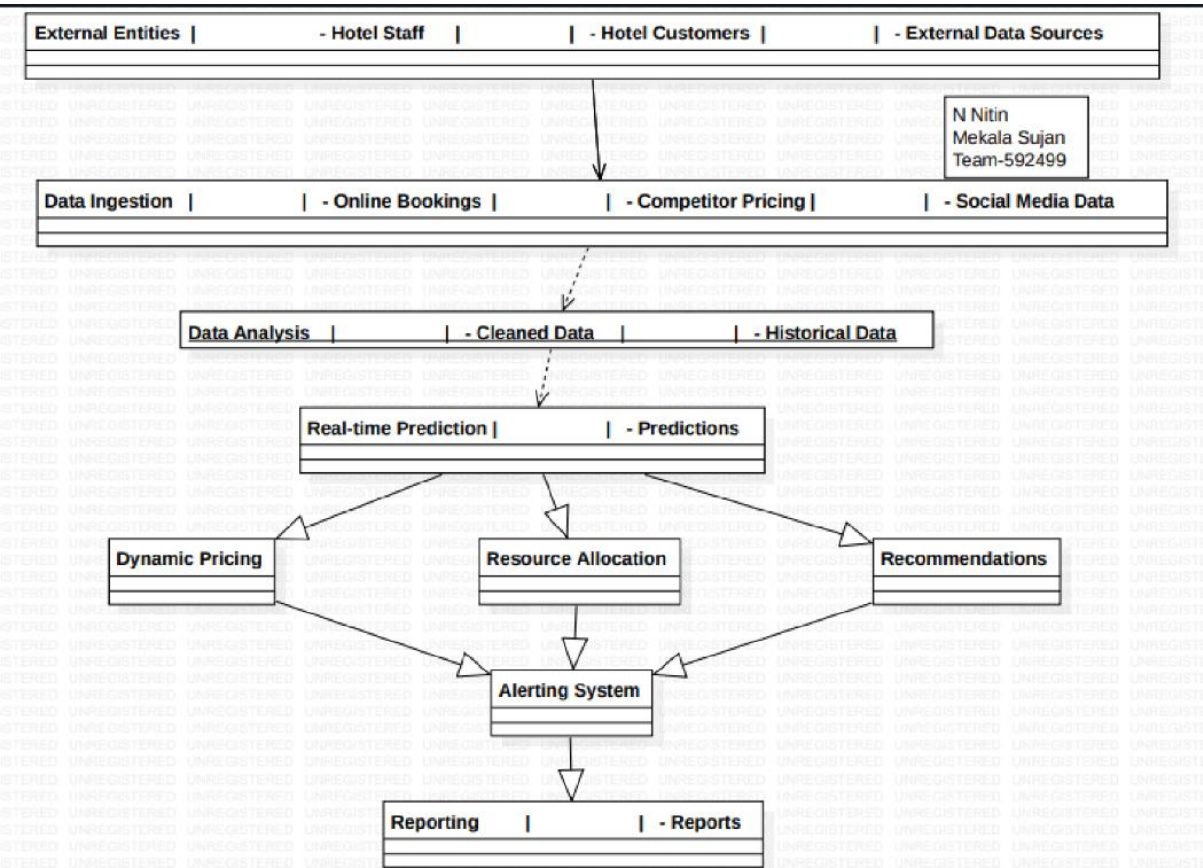 External Entities | - Hotel Staff | | - Hotel Customers | | - External Data Sources
N Nitin
Mekala Sujan
Team-592499
Data Ingestion | | - Online Bookings | | - Competitor Pricing | | - Social Media Data
Data Analysis | | - Cleaned Data | | - Historical Data
Real-time Prediction | | - Predictions
Dynamic Pricing
Resource Allocation
Recommendations
Alerting System
Reporting | | - Reports
UNREGISTERED